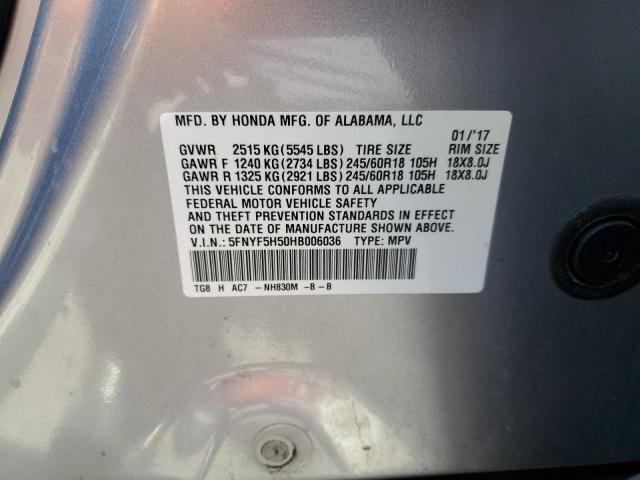 MFD. BY HONDA MFG. OF ALABAMA, LLC
01/'17
GVWR 2515 KG (5545 LBS) TIRE SIZE RIM SIZE
GAWR F 1240 KG (2734 LBS) 245/60R18 105H 18X8.0J
GAWR R 1325 KG (2921 LBS) 245/60R18 105H 18X8.0J
THIS VEHICLE CONFORMS TO ALL APPLICABLE
FEDERAL MOTOR VEHICLE SAFETY
AND THEFT PREVENTION STANDARDS IN EFFECT
ON THE DATE OF MANUFACTURE SHOWN ABOVE.
V.I.N.: 5FNYF5H50HB006036 TYPE: MPV
TG8 H AC7 -NH830M -B-B